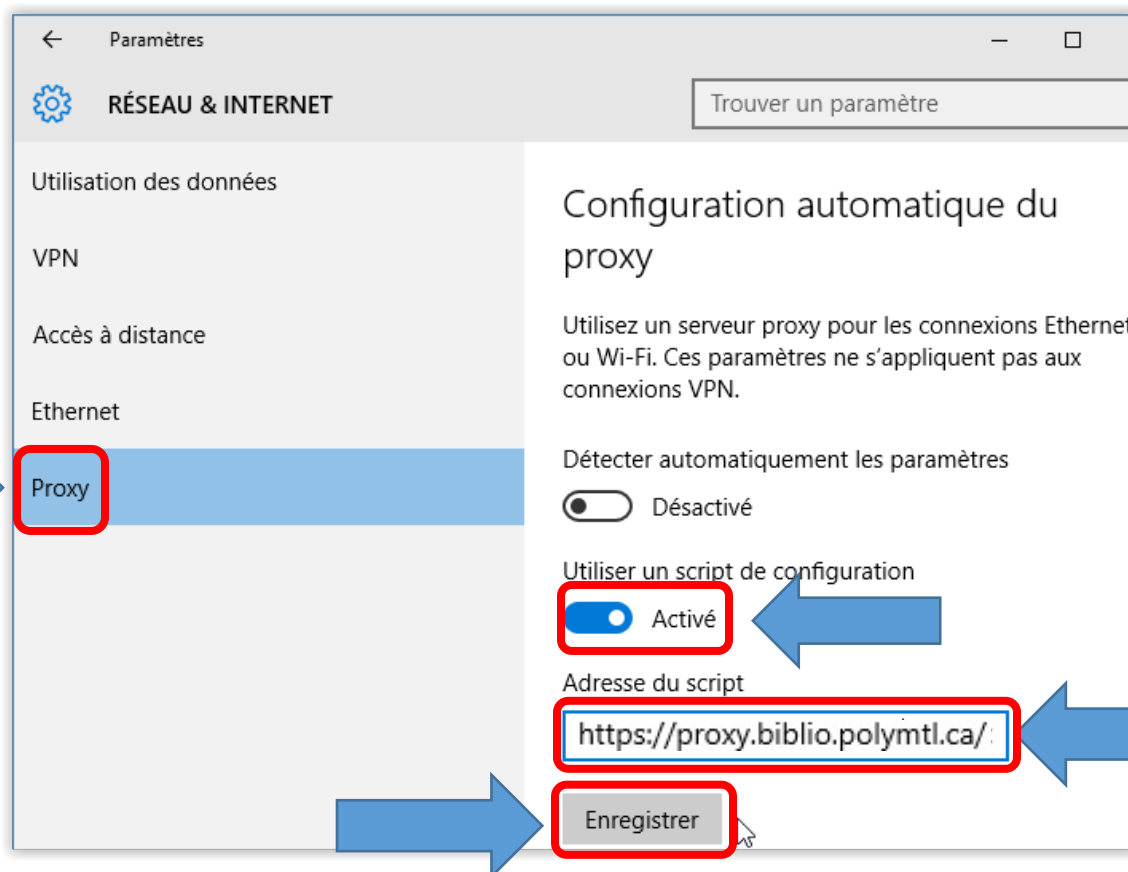 Paramètres
RÉSEAU & INTERNET
Trouver un paramètre
Utilisation des données
VPN
Accès à distance
Ethernet
Proxy
Configuration automatique du
proxy
Utilisez un serveur proxy pour les connexions Ethernet
ou Wi-Fi. Ces paramètres ne s’appliquent pas aux
connexions VPN.
Détecter automatiquement les paramètres
Désactivé
Utiliser un script de configuration
Activé
Adresse du script
https://proxy.biblio.polymtl.ca/
Enregistrer